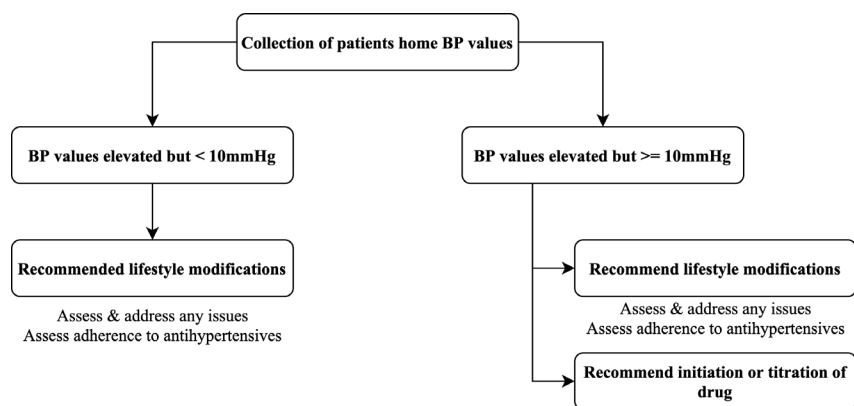 Collection of patients home BP values
BP values elevated but < 10mmHg
BP values elevated but >= 10mmHg
Recommended lifestyle modifications
Assess & address any issues
Assess adherence to antihypertensives
Recommend lifestyle modifications
Assess & address any issues
Assess adherence to antihypertensives
Recommend initiation or titration of
drug